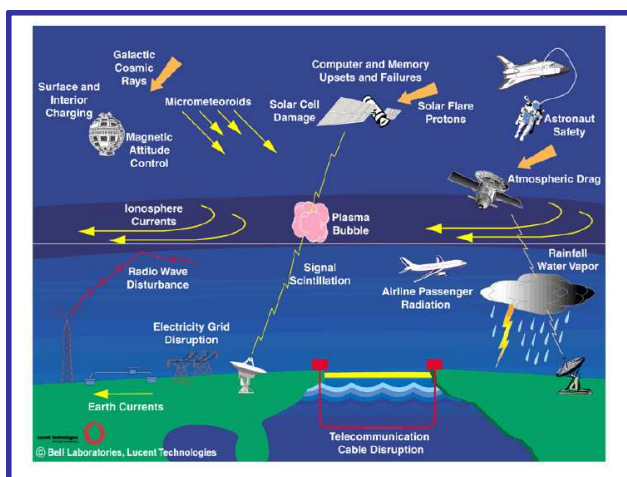 Galactic
Cosmic
Rays
Surface and
Interior
Charging
Micrometeoroids
Magnetic
Attitude
Control
Computer and Memory
Upsets and Failures
Solar Cell
Damage
Solar Flare
Protons
Astronaut
Safety
Atmospheric Drag
Ionosphere
Currents
Plasma
Bubble
Radio Wave
Disturbance
Signal
Scintillation
Airline Passenger
Radiation
Rainfall
Water Vapor
Electricity Grid
Disruption
Earth Currents
Telecommunication
Cable Disruption
Lucent Technologies
© Bell Laboratories, Lucent Technologies